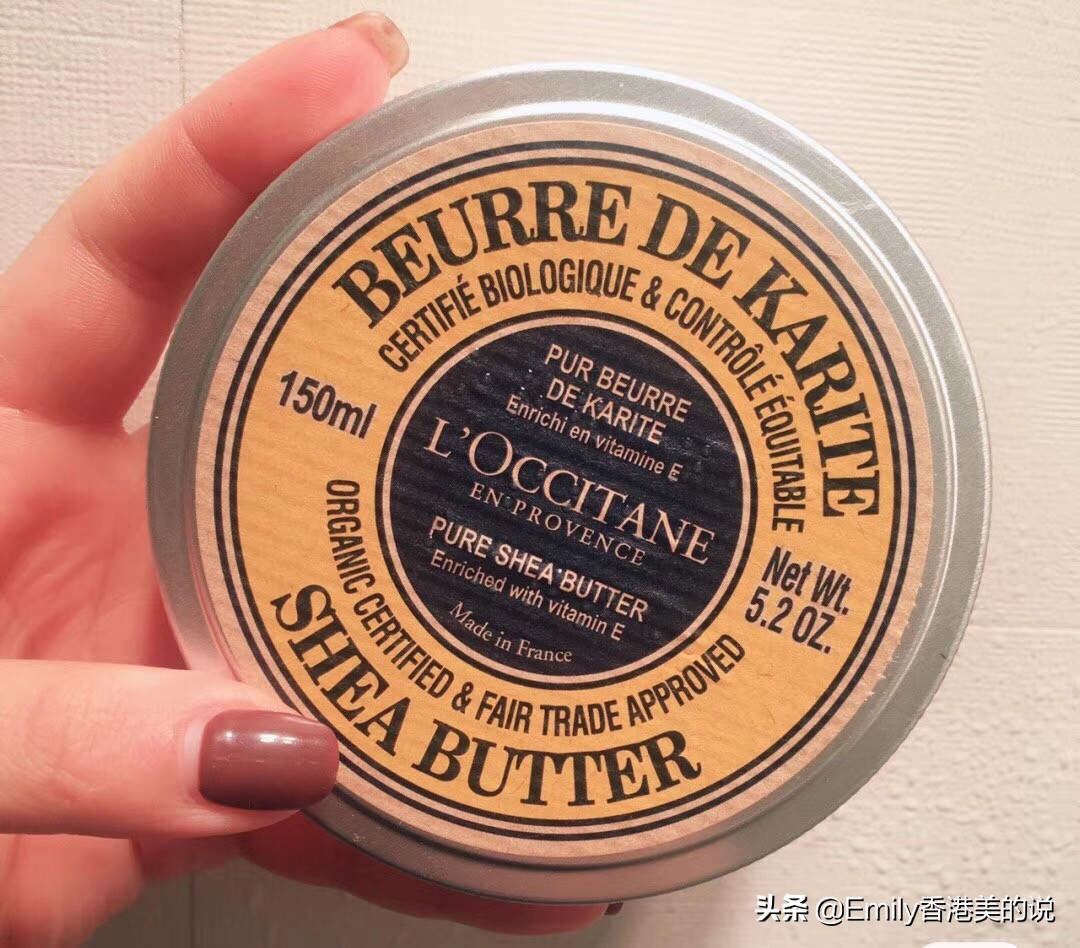 BEURRE DE KARITE
CERTIFIÉ BIOLOGIQUE & CONTRÔLÉ ÉQUITABLE
150ml
PUR BEURRE
DE KARITE
Enrichi en vitamine E
L'OCCITANE
EN PROVENCE
PURE SHEA BUTTER
Enriched with vitamin E
Made in France
Net Wt.
5.2 OZ.
ORGANIC CERTIFIED & FAIR TRADE APPROVED
SHEA BUTTER
头条 @Emily香港美的说